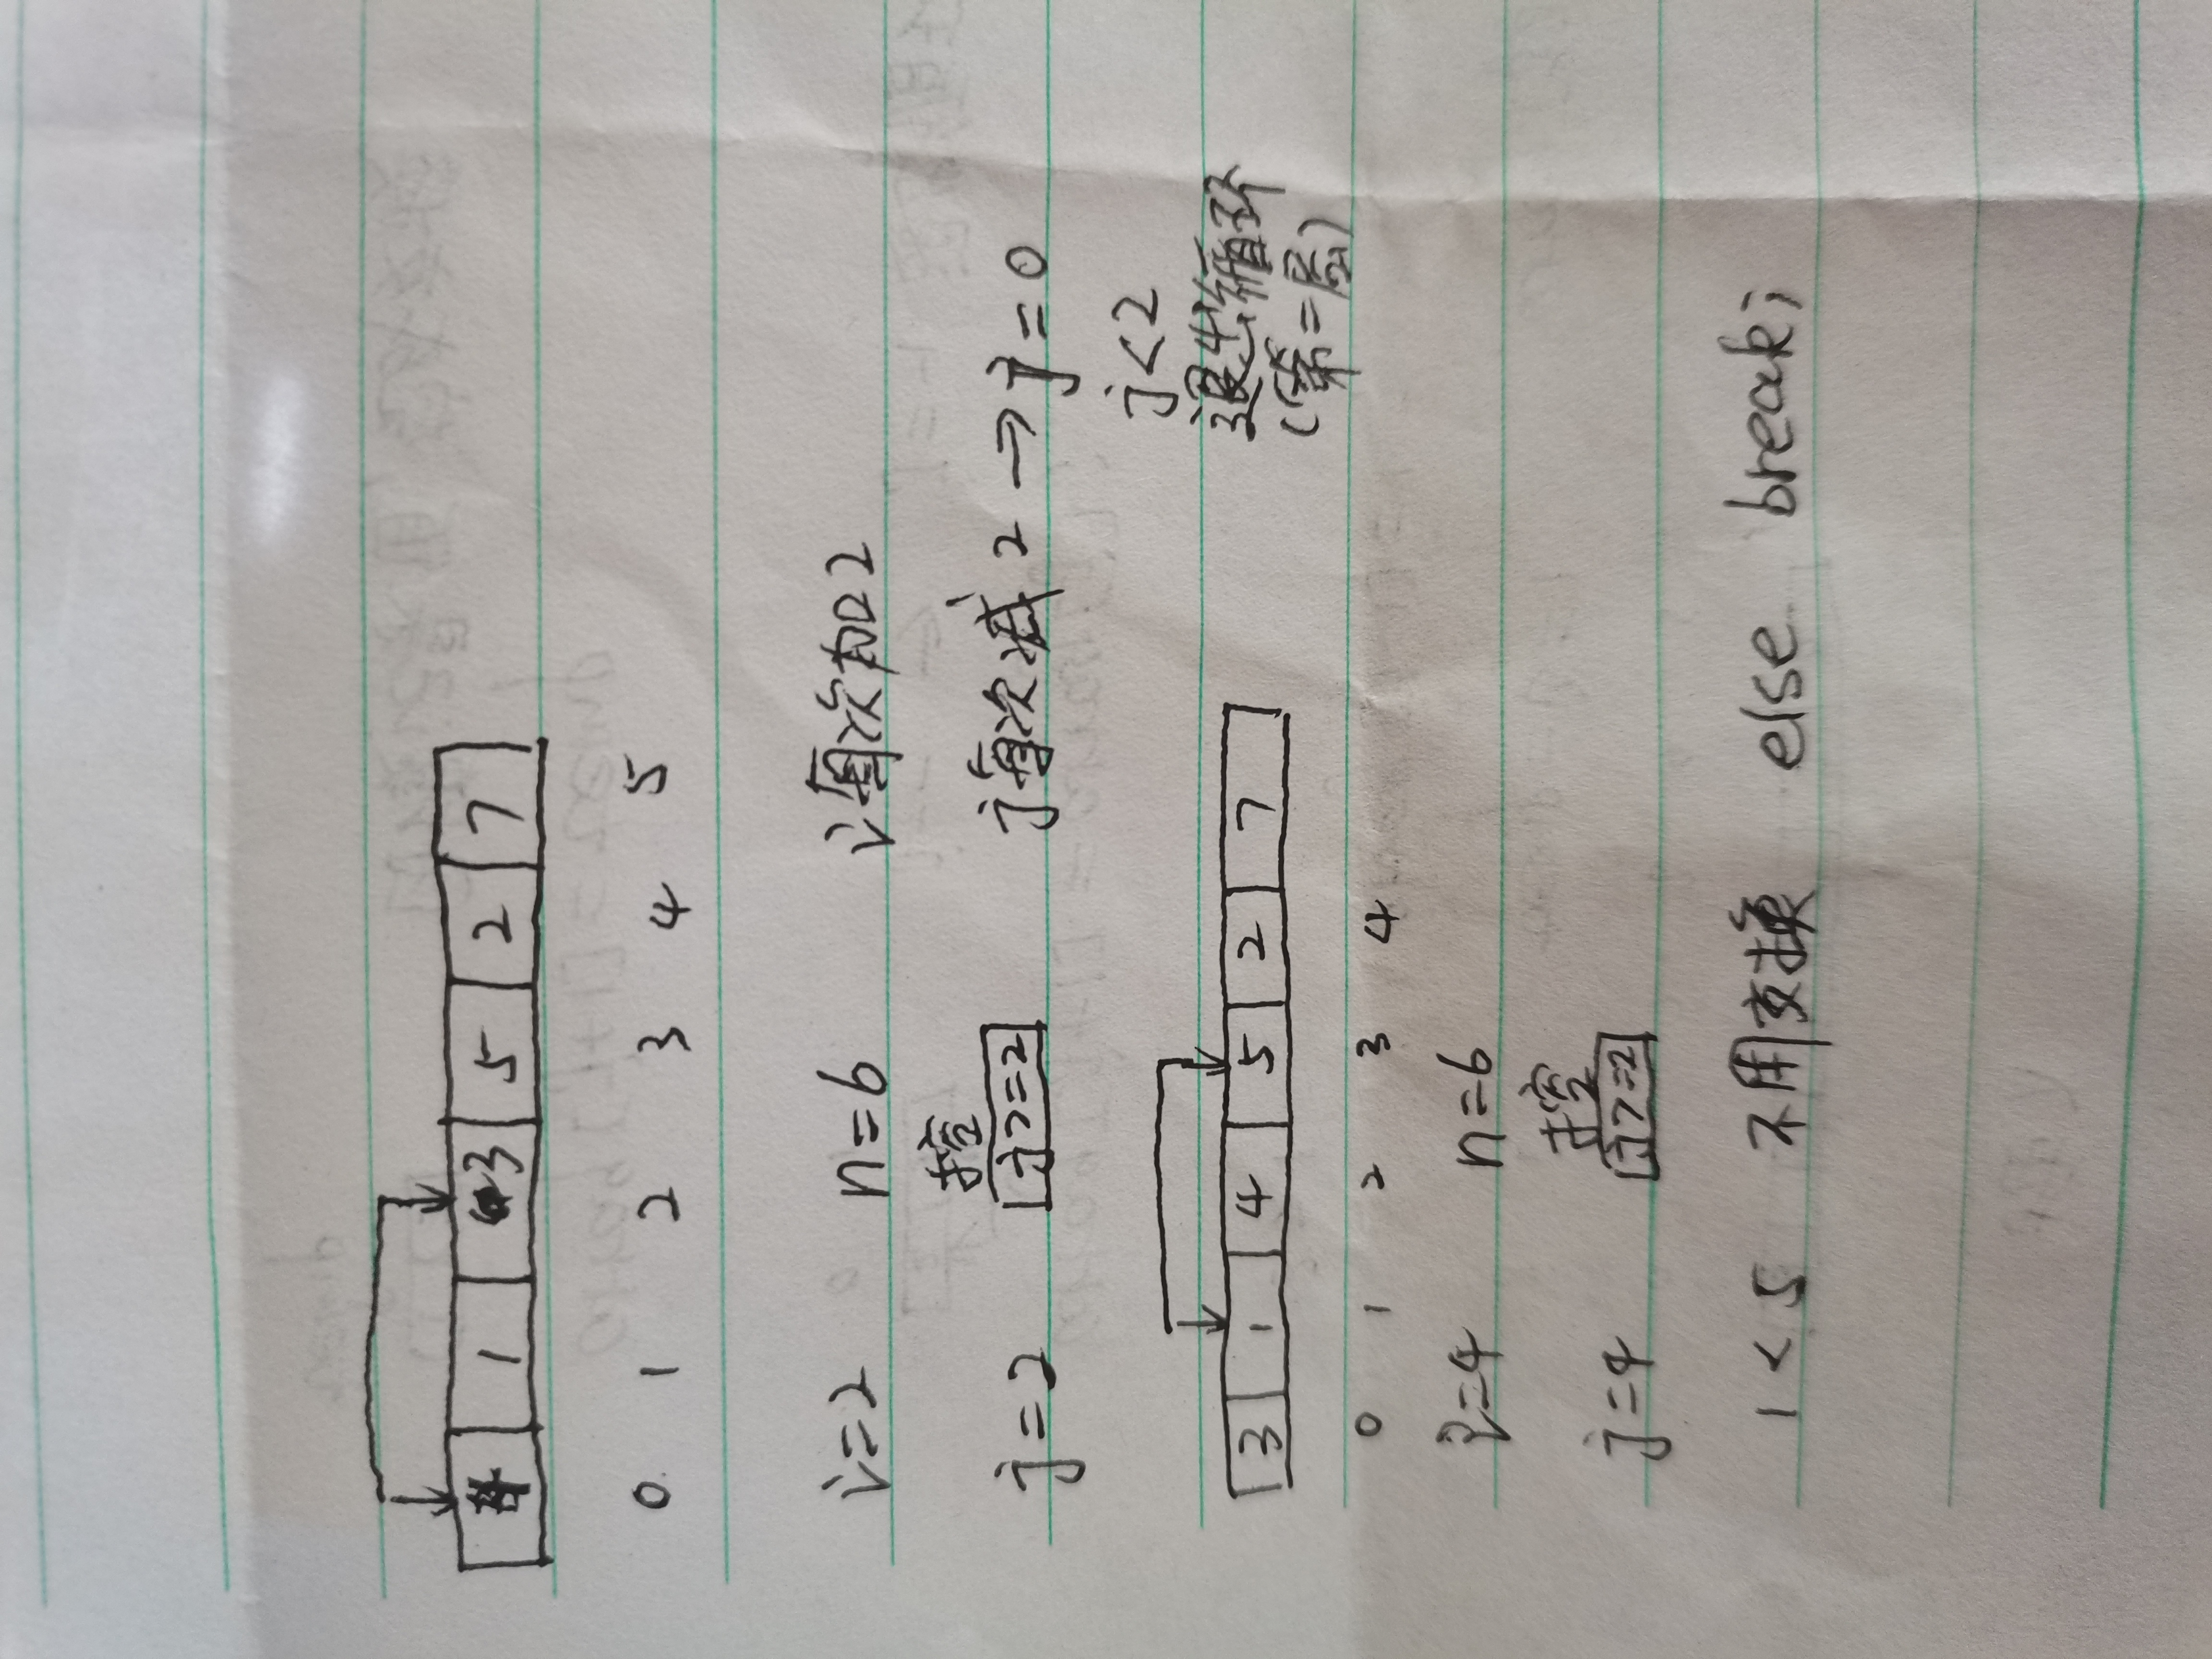 4 1 3 5 2 7
0 1 2 3 4 5
i=2 n=6 i每次加2
控
j=2 j>=2 j每次减2→j=0
j<2
退出循环
(第二层)
3 1 4 5 2 7
0 1 2 3 4
i=4 n=6
控
j=4 j>=2
1<5 不用交换 else break;